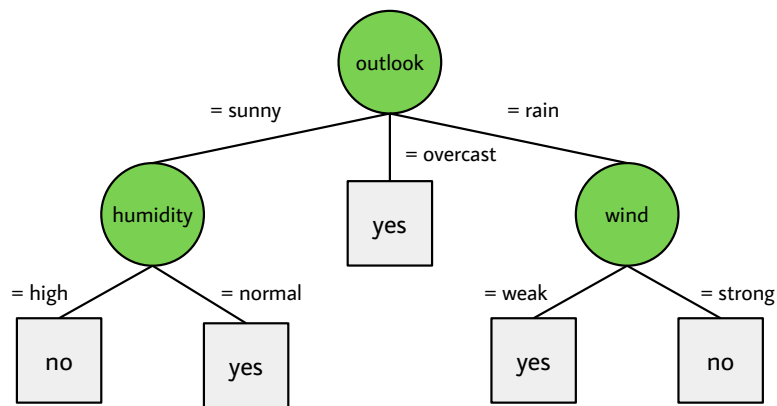 outlook
= sunny
= rain
= overcast
humidity
yes
wind
= high
= normal
= weak
= strong
no
yes
yes
no